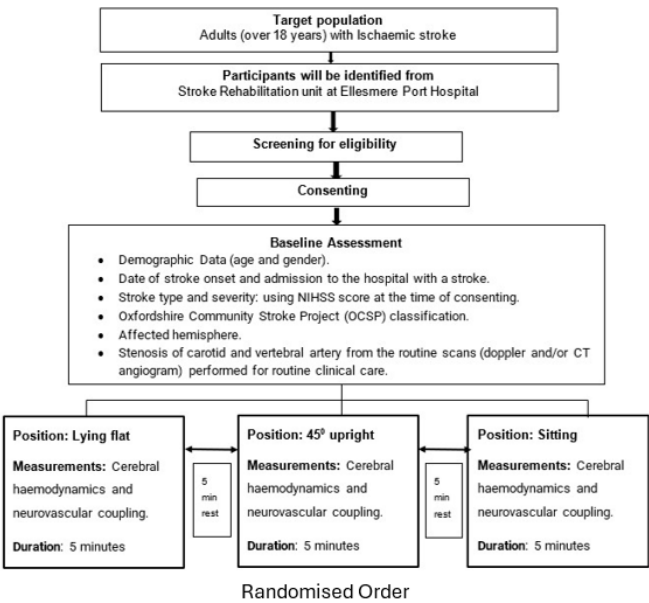 Target population
Adults (over 18 years) with Ischaemic stroke
Participants will be identified from
Stroke Rehabilitation unit at Ellesmere Port Hospital
Screening for eligibility
Consenting
Baseline Assessment
• Demographic Data (age and gender).
• Date of stroke onset and admission to the hospital with a stroke.
• Stroke type and severity: using NIHSS score at the time of consenting.
• Oxfordshire Community Stroke Project (OCSP) classification.
• Affected hemisphere.
• Stenosis of carotid and vertebral artery from the routine scans (doppler and/or CT
angiogram) performed for routine clinical care.
Position: Lying flat
Measurements: Cerebral
haemodynamics and
neurovascular coupling.
Duration: 5 minutes
5
min
rest
Position: 45⁰ upright
Measurements: Cerebral
haemodynamics and
neurovascular coupling.
Duration: 5 minutes
5
min
rest
Position: Sitting
Measurements: Cerebral
haemodynamics and
neurovascular coupling.
Duration: 5 minutes
Randomised Order